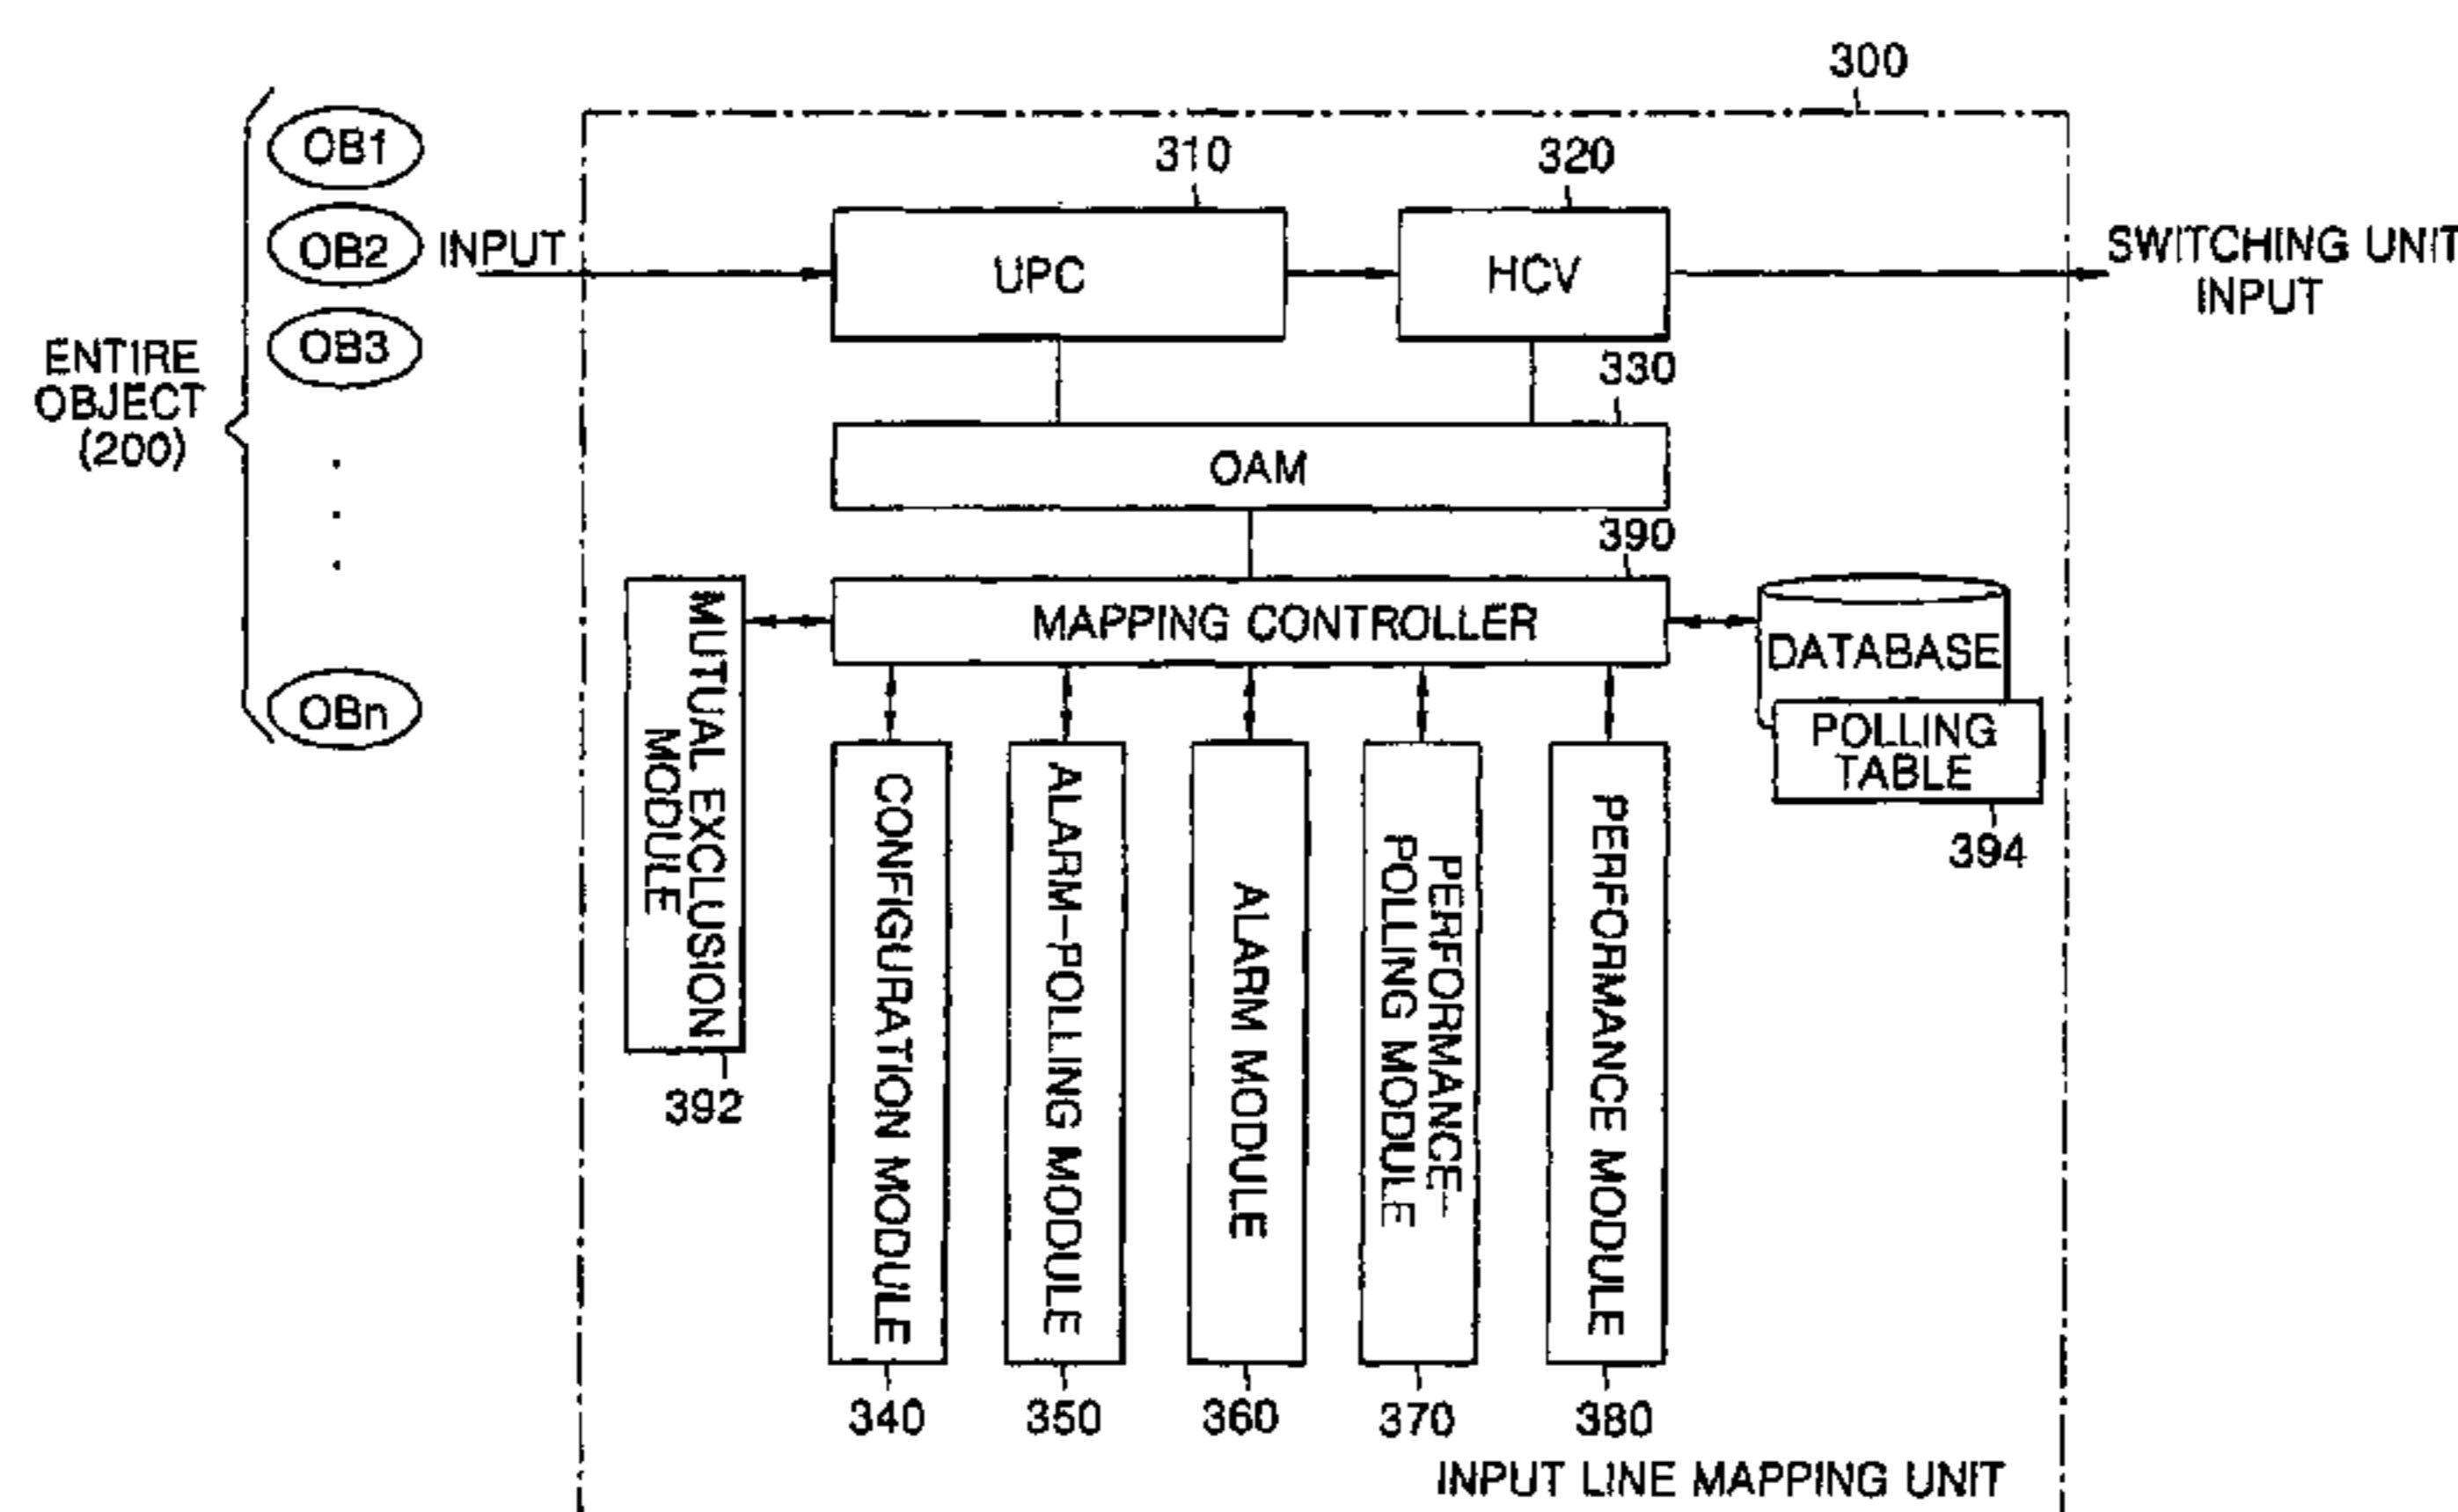 300
OB1
310
320
OB2
INPUT
UPC
HCV
SWITCHING UNIT
INPUT
OB3
ENTIRE
OBJECT
(200)
330
OAM
390
MAPPING CONTROLLER
DATABASE
POLLING
TABLE
394
OBn
MUTUAL EXCLUSION
MODULE
392
CONFIGURATION MODULE
ALARM-POLLING MODULE
ALARM MODULE
PERFORMANCE-
POLLING MODULE
PERFORMANCE MODULE
340
350
360
370
380
INPUT LINE MAPPING UNIT